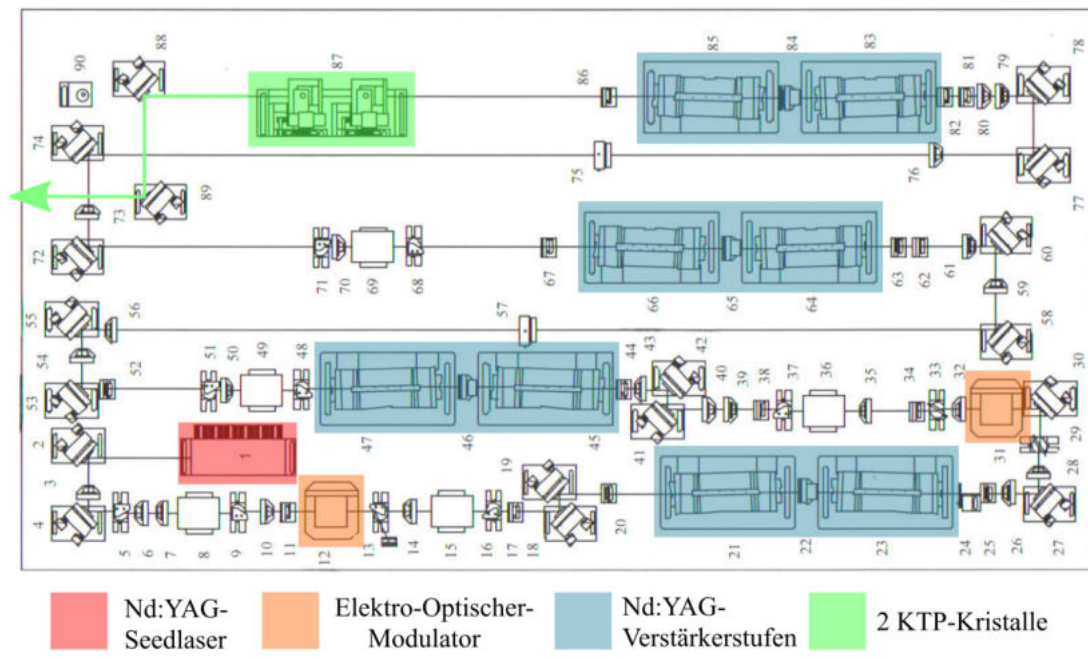 88 87 85 84 83 78
90 86 81 79
82 80
74
75 76
89
73 77
72 71 70 69 68 67 66 65 64 63 62 61 60
59
55 56 57 58
54 52 51 50 49 48 44 43 42 30
53 40 39 38 37 36 35 34 33 32
2 1 47 46 45 41 31 29
3 19 28
4 5 6 7 8 9 10 11 12 13 14 15 16 17 18 20 21 22 23 24 25 26 27
Nd:YAG-
Seedlaser
Elektro-Optischer-
Modulator
Nd:YAG-
Verstärkerstufen
2 KTP-Kristalle